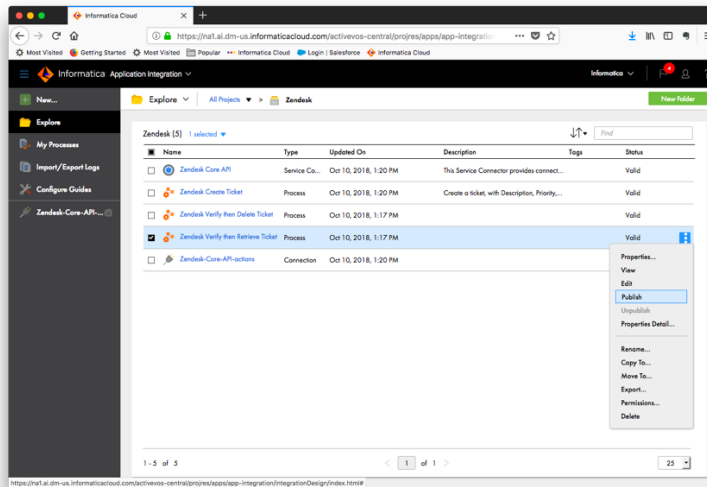 Informatica Cloud
https://na1.ai.dm-us.informaticacloud.com/activevos-central/projres/apps/app-integration
Most Visited Getting Started Most Visited Popular Informatica Cloud Login | Salesforce Informatica Cloud
Informatica Application Integration
Informatica
4
New...
Explore
My Processes
Import/Export Logs
Configure Guides
Zendesk-Core-API-...
Explore All Projects > Zendesk
New Folder
Zendesk (5) 1 selected
Find
Name Type Updated On Description Tags Status
Zendesk Core API Service Co... Oct 10, 2018, 1:20 PM This Service Connector provides connect... Valid
Zendesk Create Ticket Process Oct 10, 2018, 1:20 PM Create a ticket, with Description, Priority,... Valid
Zendesk Verify then Delete Ticket Process Oct 10, 2018, 1:17 PM Valid
Zendesk Verify then Retrieve Ticket Process Oct 10, 2018, 1:17 PM Valid
Zendesk-Core-API-actions Connection Oct 10, 2018, 1:20 PM
Properties...
View
Edit
Publish
Unpublish
Properties Detail...
Rename...
Copy To...
Move To...
Export...
Permissions...
Delete
1-5 of 5
1 of 1
25
https://na1.ai.dm-us.informaticacloud.com/activevos-central/projres/apps/app-integration/integrationDesign/index.html#